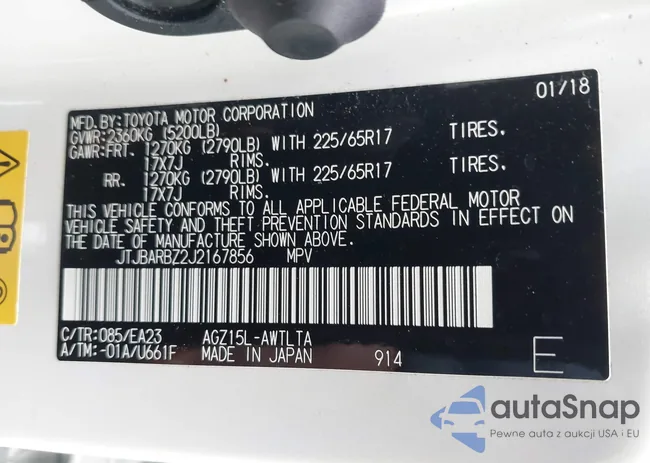 MFD.BY:TOYOTA MOTOR CORPORATION 01/18
GVWR:2360KG (5200LB)
GAWR:FRT. 1270KG (2790LB) WITH 225/65R17 TIRES.
17X7J RIMS.
RR. 1270KG (2790LB) WITH 225/65R17 TIRES.
17X7J RIMS.
THIS VEHICLE CONFORMS TO ALL APPLICABLE FEDERAL MOTOR
VEHICLE SAFETY AND THEFT PREVENTION STANDARDS IN EFFECT ON
THE DATE OF MANUFACTURE SHOWN ABOVE.
JTJBARBZ2J2167856 MPV
C/TR:085/EA23 AGZ15L-AWTLTA
A/TM:-01A/U661F MADE IN JAPAN 914 E
autaSnap
Pewne auta z aukcji USA i EU